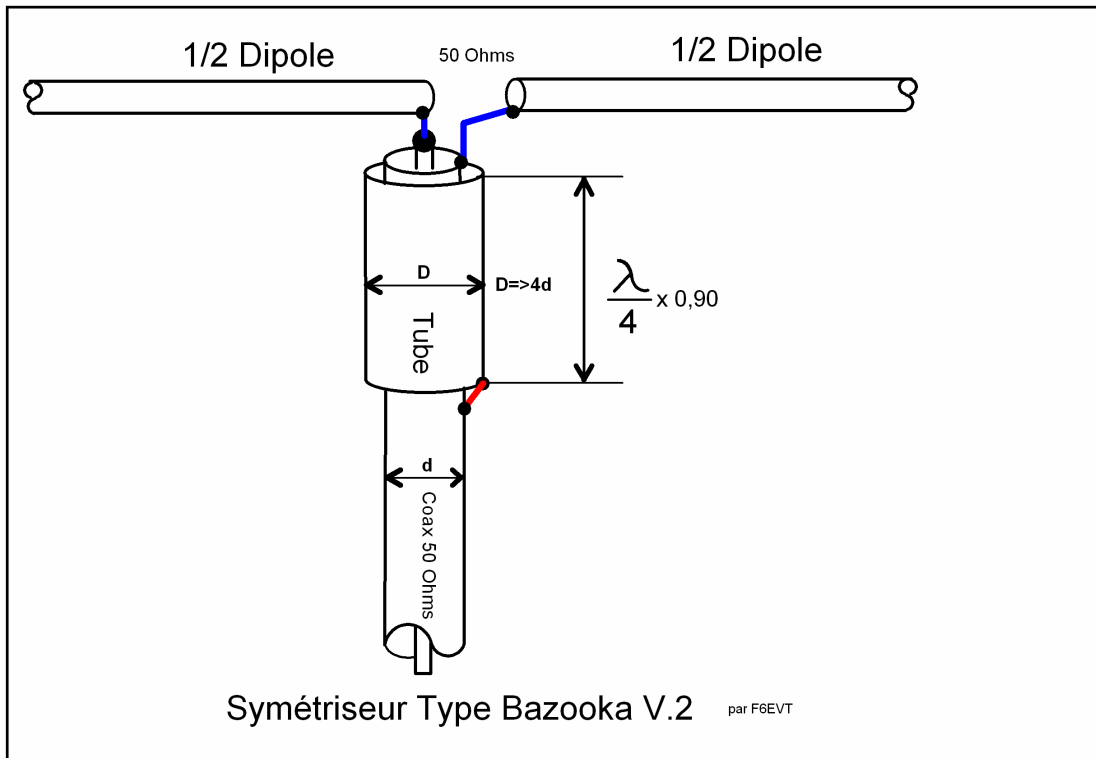 1/2 Dipole
50 Ohms
1/2 Dipole
D
D=>4d
λ/4 x 0,90
Tube
d
Coax 50 Ohms
Symétriseur Type Bazooka V.2
par F6EVT